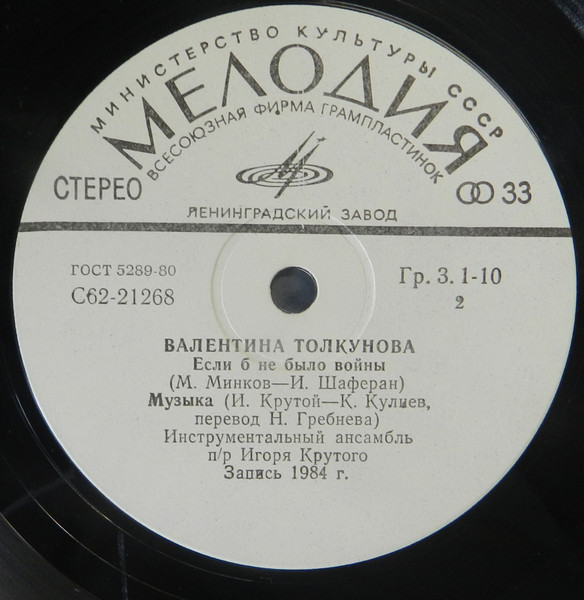 МИНИСТЕРСТВО КУЛЬТУРЫ СССР
МЕЛОДИЯ
ВСЕСОЮЗНАЯ ФИРМА ГРАМПЛАСТИНОК
СТЕРЕО
33
ЛЕНИНГРАДСКИЙ ЗАВОД
ГОСТ 5289-80
С62-21268
Гр. 3. 1-10
2
ВАЛЕНТИНА ТОЛКУНОВА
Если б не было войны
(М. Минков—И. Шаферан)
Музыка (И. Крутой—К. Кулиев,
перевод Н. Гребнева)
Инструментальный ансамбль
п/р Игоря Крутого
Запись 1984 г.